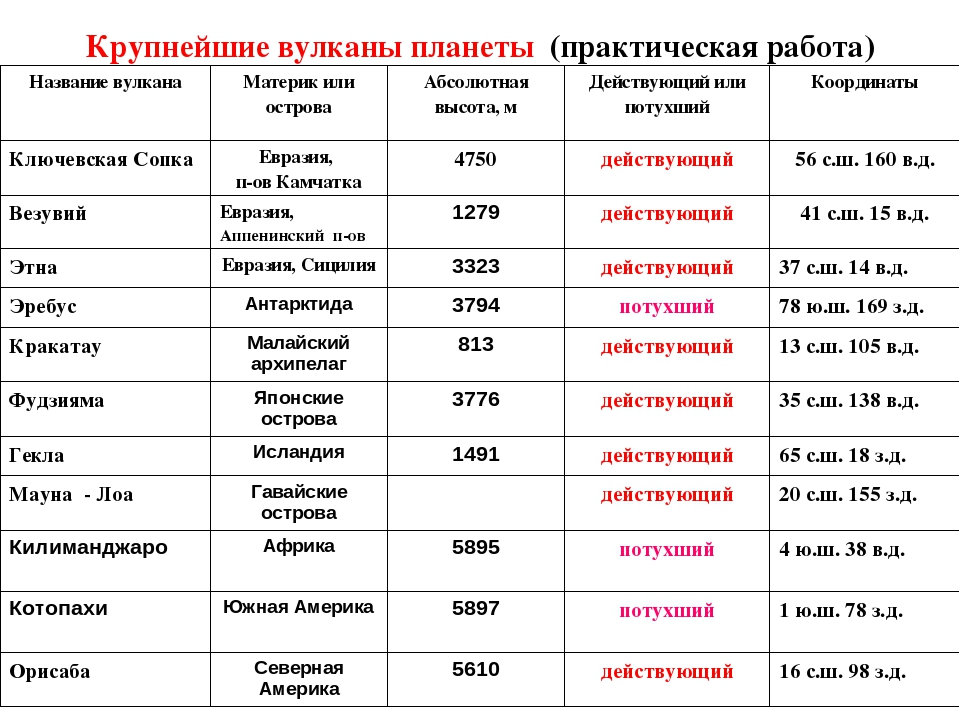 Крупнейшие вулканы планеты (практическая работа)
Название вулкана
Материк или
острова
Абсолютная
высота, м
Действующий или
потухший
Координаты
Ключевская Сопка
Евразия,
п-ов Камчатка
4750
действующий
56 с.ш. 160 в.д.
Везувий
Евразия,
Аппенинский п-ов
1279
действующий
41 с.ш. 15 в.д.
Этна
Евразия, Сицилия
3323
действующий
37 с.ш. 14 в.д.
Эребус
Антарктида
3794
потухший
78 ю.ш. 169 з.д.
Кракатау
Малайский
архипелаг
813
действующий
13 с.ш. 105 в.д.
Фудзияма
Японские
острова
3776
действующий
35 с.ш. 138 в.д.
Гекла
Исландия
1491
действующий
65 с.ш. 18 з.д.
Мауна - Лоа
Гавайские
острова
действующий
20 с.ш. 155 з.д.
Килиманджаро
Африка
5895
потухший
4 ю.ш. 38 в.д.
Котопахи
Южная Америка
5897
потухший
1 ю.ш. 78 з.д.
Орисаба
Северная
Америка
5610
действующий
16 с.ш. 98 з.д.